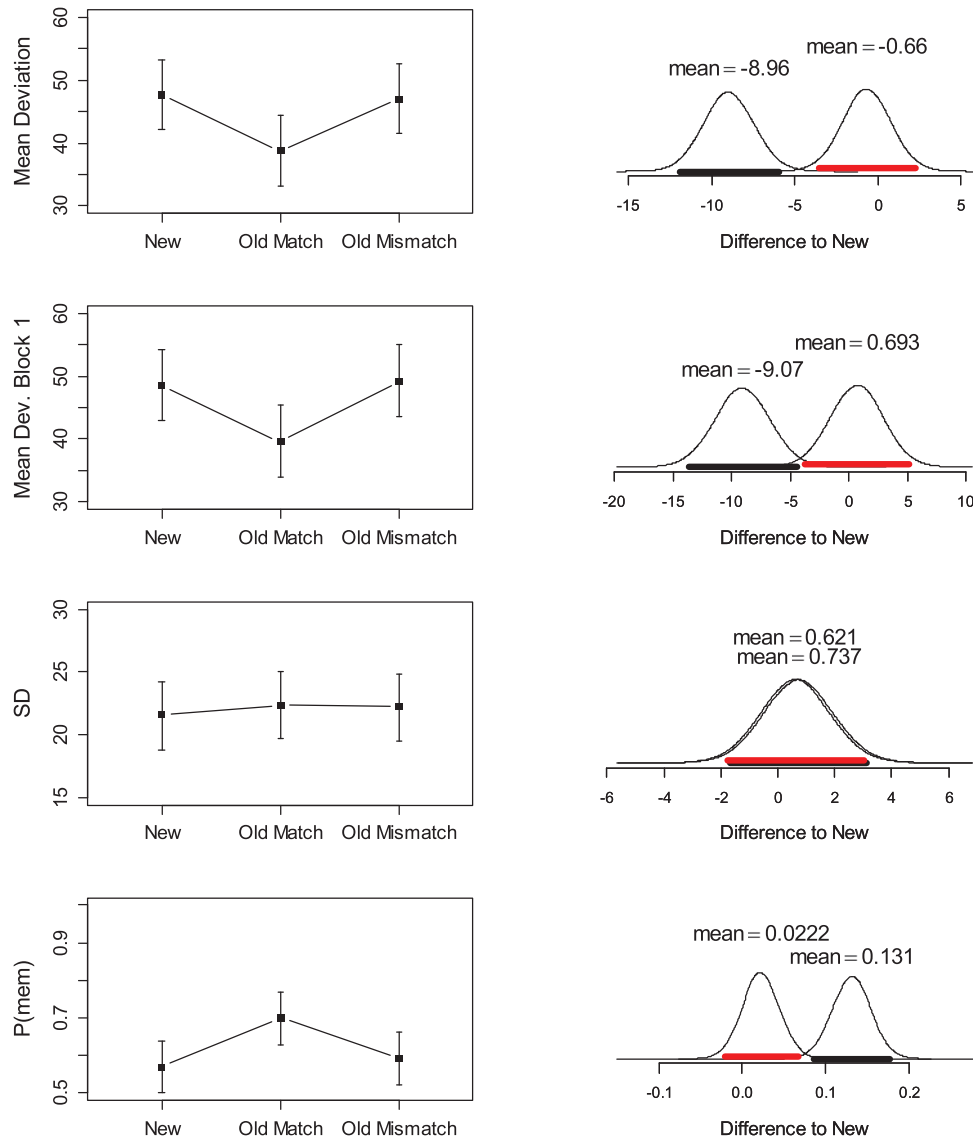 Mean Deviation
60
50
40
30
New Old Match Old Mismatch
mean = -0.66
mean = -8.96
-15 -10 -5 0 5
Difference to New
Mean Dev. Block 1
60
50
40
30
New Old Match Old Mismatch
mean = 0.693
mean = -9.07
-20 -15 -10 -5 0 5 10
Difference to New
SD
30
25
20
15
New Old Match Old Mismatch
mean = 0.621
mean = 0.737
-6 -4 -2 0 2 4 6
Difference to New
P(mem)
0.9
0.7
0.5
New Old Match Old Mismatch
mean = 0.0222
mean = 0.131
-0.1 0.0 0.1 0.2
Difference to New